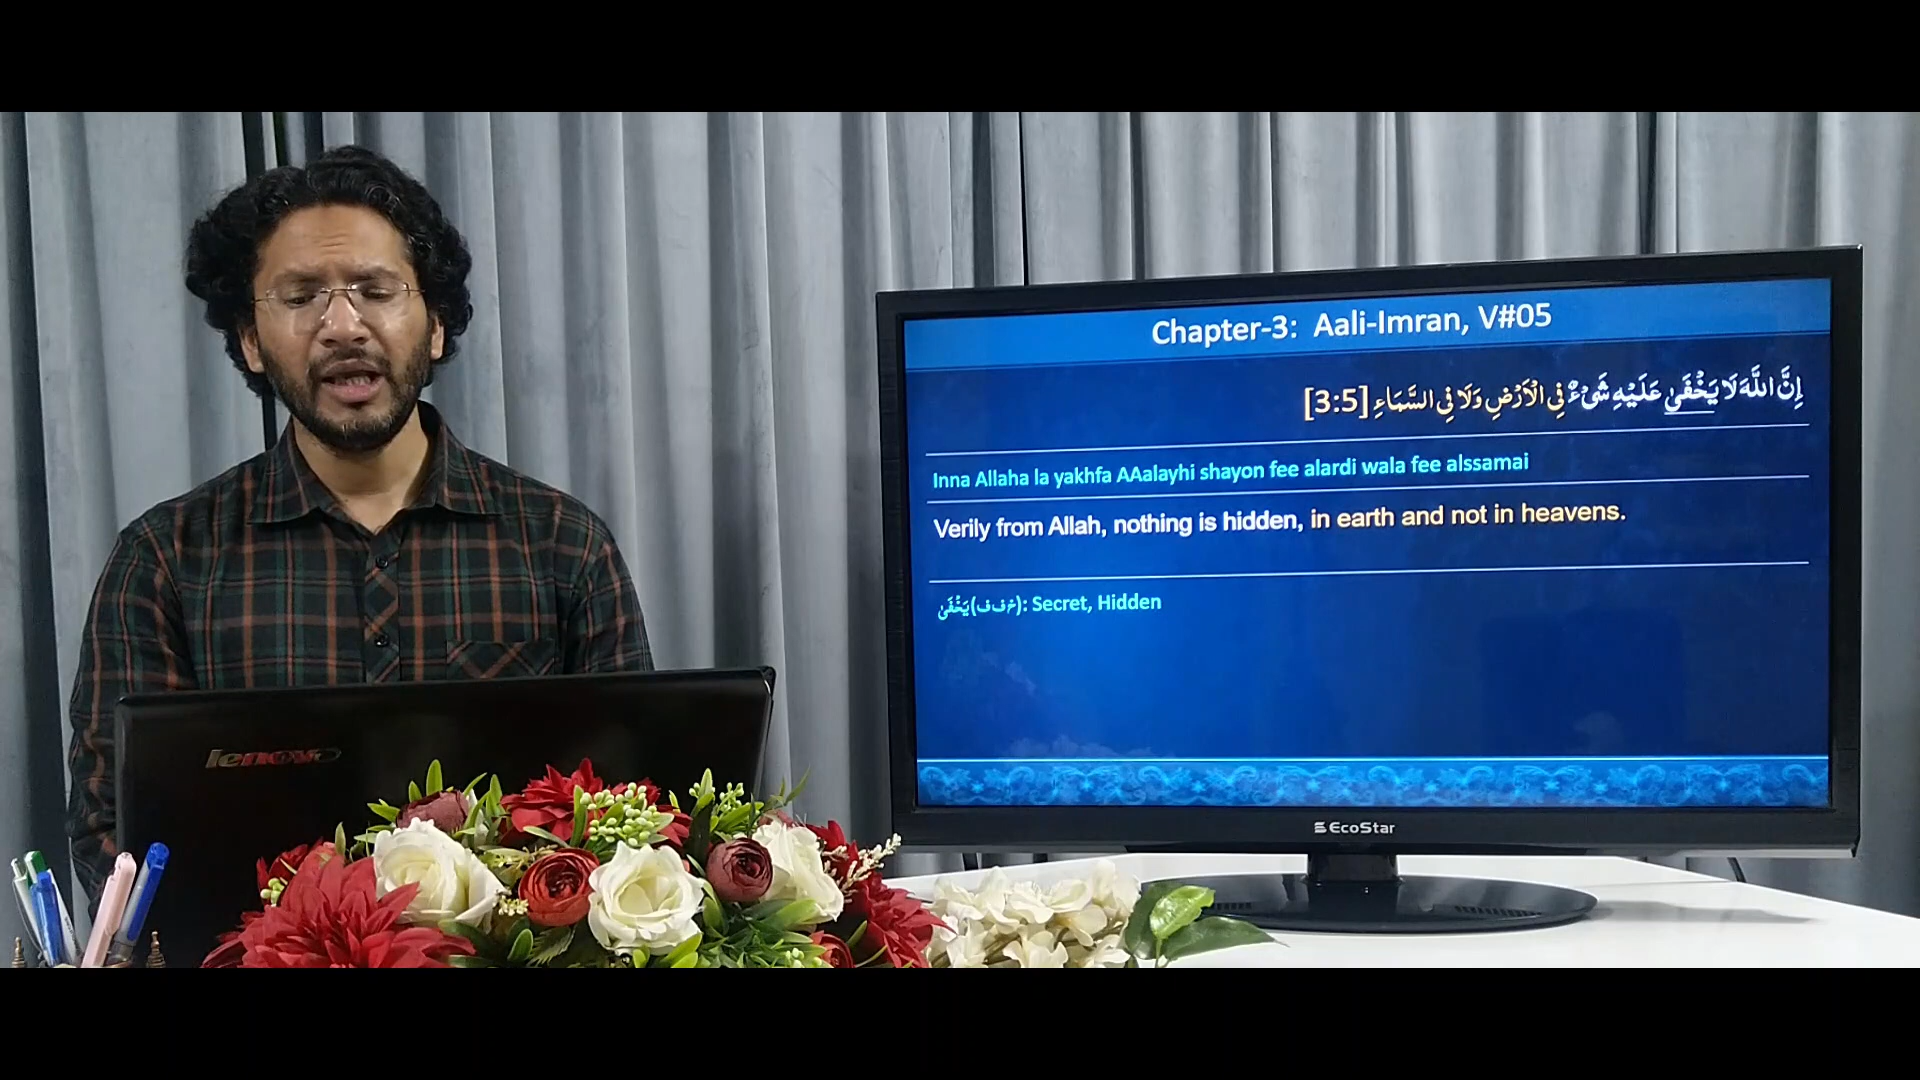 Chapter-3: Aali-Imran, V#05
إِنَّ اللَّهَ لَا يَخْفَىٰ عَلَيْهِ شَيْءٌ فِي الْأَرْضِ وَلَا فِي السَّمَاءِ [3:5]
Inna Allaha la yakhfa AAalayhi shayon fee alardi wala fee alssamai
Verily from Allah, nothing is hidden, in earth and not in heavens.
يَخْفَىٰ (خ ف ف): Secret, Hidden
lenovo
EcoStar